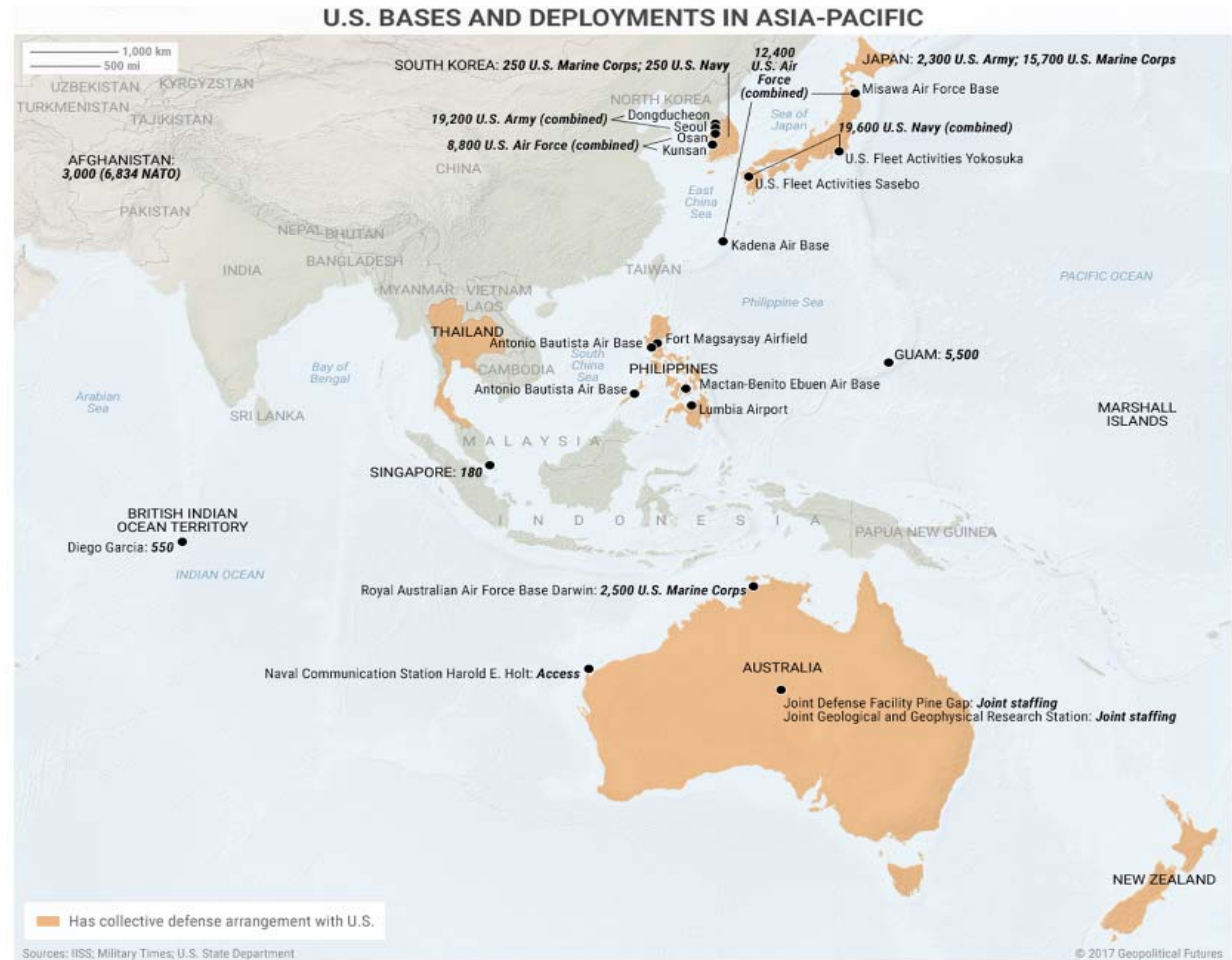 U.S. BASES AND DEPLOYMENTS IN ASIA-PACIFIC
1,000 km
500 mi
UZBEKISTAN
KYRGYZSTAN
TURKMENISTAN
TAJIKISTAN
AFGHANISTAN:
3,000 (6,834 NATO)
PAKISTAN
NEPAL
BHUTAN
BANGLADESH
INDIA
CHINA
MYANMAR
VIETNAM
LAOS
THAILAND
CAMBODIA
TAIWAN
SRI LANKA
Arabian
Sea
Bay of
Bengal
SOUTH KOREA: 250 U.S. Marine Corps; 250 U.S. Navy
NORTH KOREA
19,200 U.S. Army (combined)
Dongducheon
Seoul
8,800 U.S. Air Force (combined)
Osan
Kunsan
12,400
U.S. Air
Force
(combined)
JAPAN: 2,300 U.S. Army; 15,700 U.S. Marine Corps
Misawa Air Force Base
Sea of
Japan
19,600 U.S. Navy (combined)
U.S. Fleet Activities Yokosuka
U.S. Fleet Activities Sasebo
East
China
Sea
Kadena Air Base
PACIFIC OCEAN
Philippine Sea
Antonio Bautista Air Base
Fort Magsaysay Airfield
South
China
Sea
PHILIPPINES
Antonio Bautista Air Base
Mactan-Benito Ebuen Air Base
Lumbia Airport
GUAM: 5,500
MARSHALL
ISLANDS
MALAYSIA
SINGAPORE: 180
INDONESIA
PAPUA NEW GUINEA
BRITISH INDIAN
OCEAN TERRITORY
Diego Garcia: 550
INDIAN OCEAN
Royal Australian Air Force Base Darwin: 2,500 U.S. Marine Corps
Naval Communication Station Harold E. Holt: Access
AUSTRALIA
Joint Defense Facility Pine Gap: Joint staffing
Joint Geological and Geophysical Research Station: Joint staffing
NEW ZEALAND
Has collective defense arrangement with U.S.
Sources: IISS; Military Times; U.S. State Department
© 2017 Geopolitical Futures